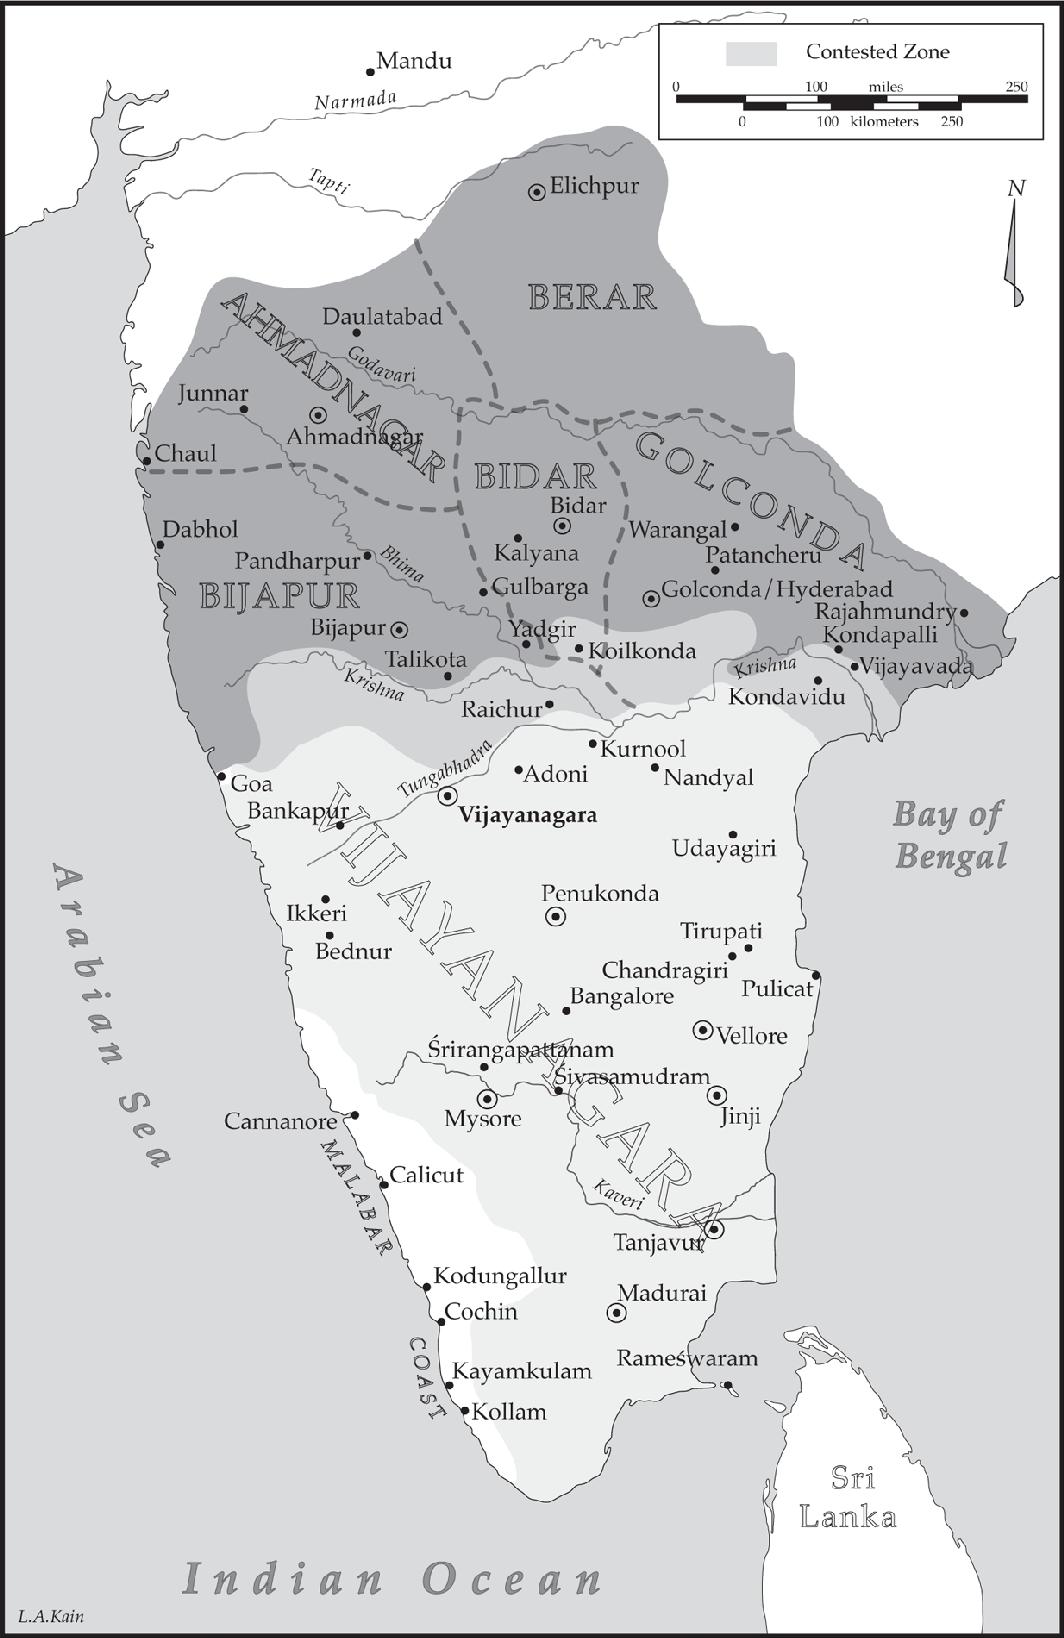 Mandu
Contested Zone
0 100 miles 250
0 100 kilometers 250
Narmada
N
Tapti
Elichpur
BERAR
AHMADNAGAR
Daulatabad
Godavari
Junnar
Ahmadnagar
Chaul
GOLCONDA
BIDAR
Bidar
Dabhol
Warangal
Kalyana
Patancheru
Pandharpur
Bhima
Gulbarga
Golconda/Hyderabad
BIJAPUR
Rajahmundry
Bijapur
Yadgir
Kondapalli
Koilkonda
Talikota
Krishna
Vijayavada
Krishna
Kondavidu
Raichur
Kurnool
Tungabhadra
Adoni
Nandyal
Goa
Bankapur
Vijayanagara
VIJAYANAGARA
Bay of
Bengal
Udayagiri
Arabian Sea
Penukonda
Ikkeri
Tirupati
Bednur
Chandragiri
Pulicat
Bangalore
Vellore
Śrirangapattanam
Śivasamudram
Mysore
Jinji
Cannanore
MALABAR
COAST
Calicut
Kaveri
Tanjavur
Kodungallur
Madurai
Cochin
Rameśwaram
Kayamkulam
Kollam
Sri
Lanka
Indian Ocean
L.A.Kain